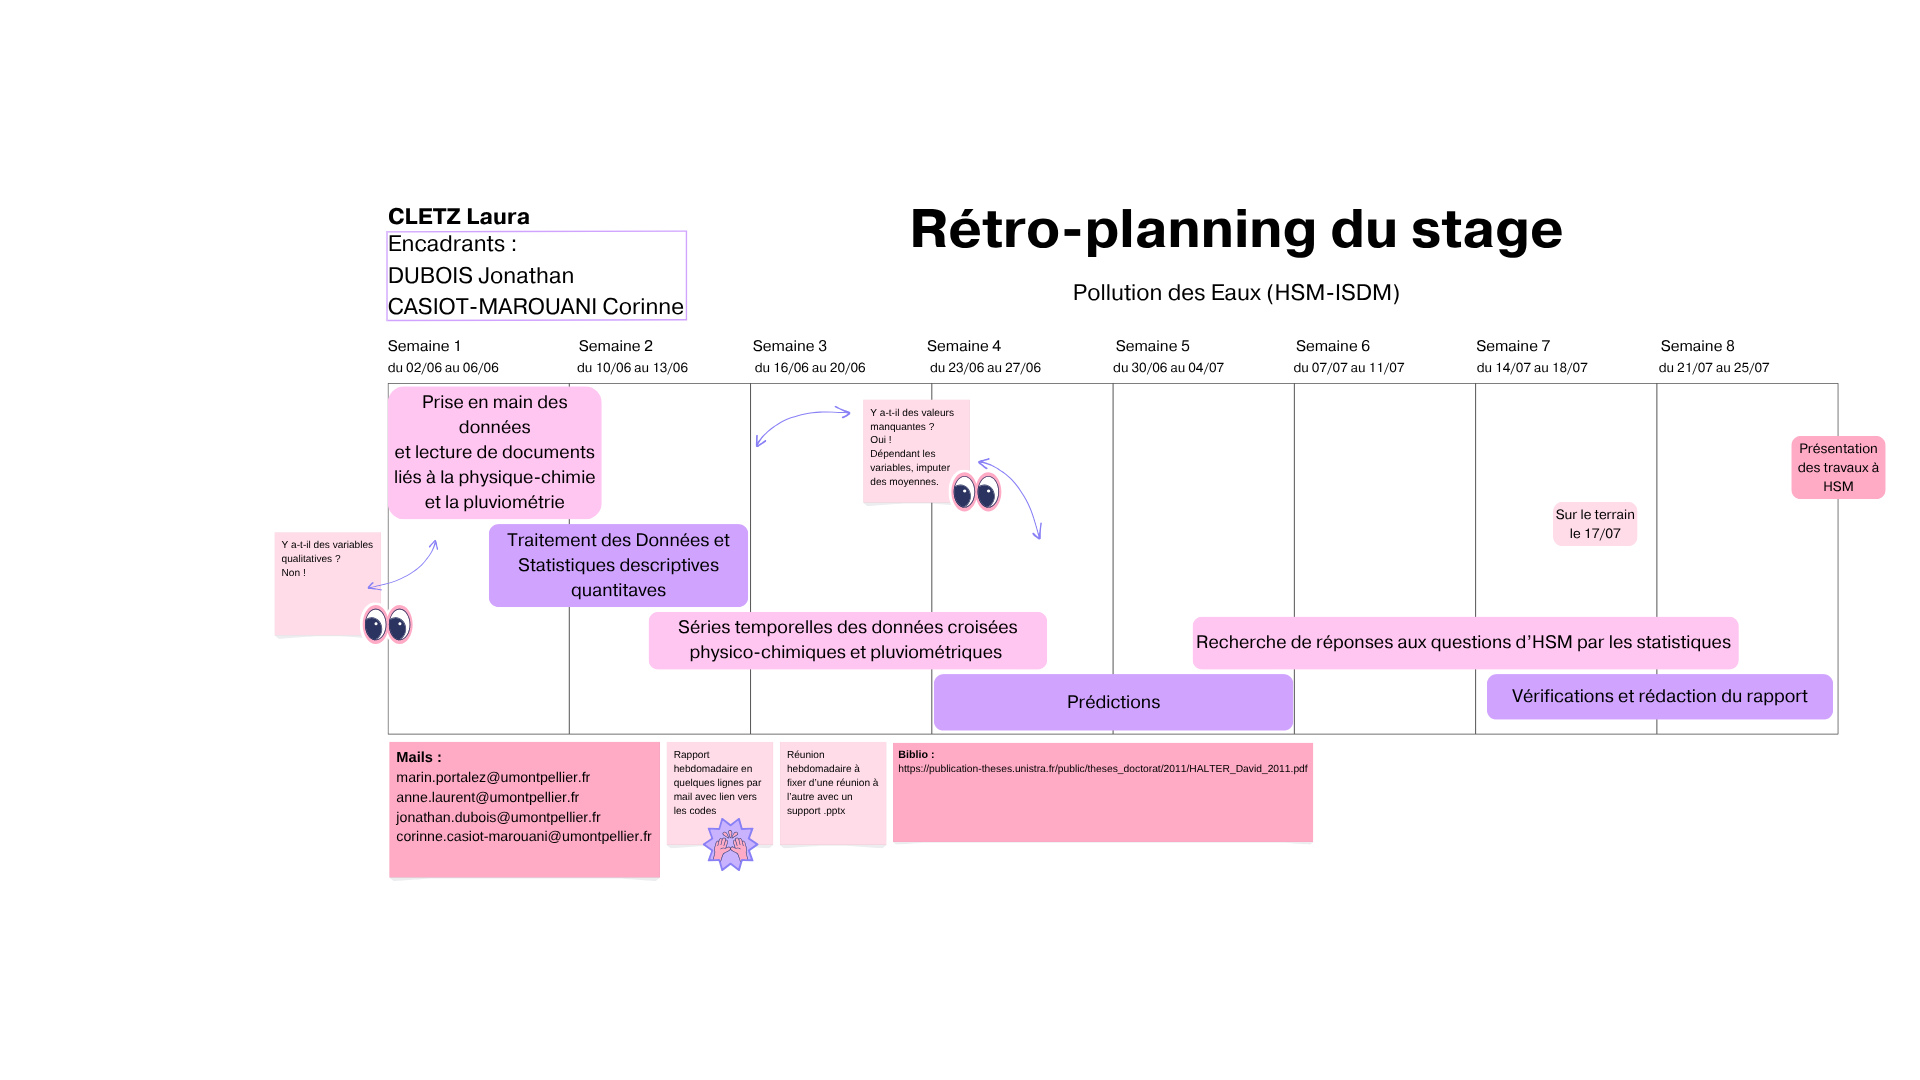 CLETZ Laura
Encadrants :
DUBOIS Jonathan
CASIOT-MAROUANI Corinne
Rétro-planning du stage
Pollution des Eaux (HSM-ISDM)
Semaine 1
du 02/06 au 06/06
Semaine 2
du 10/06 au 13/06
Semaine 3
du 16/06 au 20/06
Semaine 4
du 23/06 au 27/06
Semaine 5
du 30/06 au 04/07
Semaine 6
du 07/07 au 11/07
Semaine 7
du 14/07 au 18/07
Semaine 8
du 21/07 au 25/07
Prise en main des
données
et lecture de documents
liés à la physique-chimie
et la pluviométrie
Y a-t-il des valeurs
manquantes ?
Oui !
Dépendant les
variables, imputer
des moyennes.
Présentation
des travaux à
HSM
Sur le terrain
le 17/07
Y a-t-il des variables
qualitatives ?
Non !
Traitement des Données et
Statistiques descriptives
quantitaves
Séries temporelles des données croisées
physico-chimiques et pluviométriques
Recherche de réponses aux questions d’HSM par les statistiques
Prédictions
Vérifications et rédaction du rapport
Mails :
marin.portalez@umontpellier.fr
anne.laurent@umontpellier.fr
jonathan.dubois@umontpellier.fr
corinne.casiot-marouani@umontpellier.fr
Rapport
hebdomadaire en
quelques lignes par
mail avec lien vers
les codes
Réunion
hebdomadaire à
fixer d’une réunion à
l’autre avec un
support .pptx
Biblio :
https://publication-theses.unistra.fr/public/theses_doctorat/2011/HALTER_David_2011.pdf